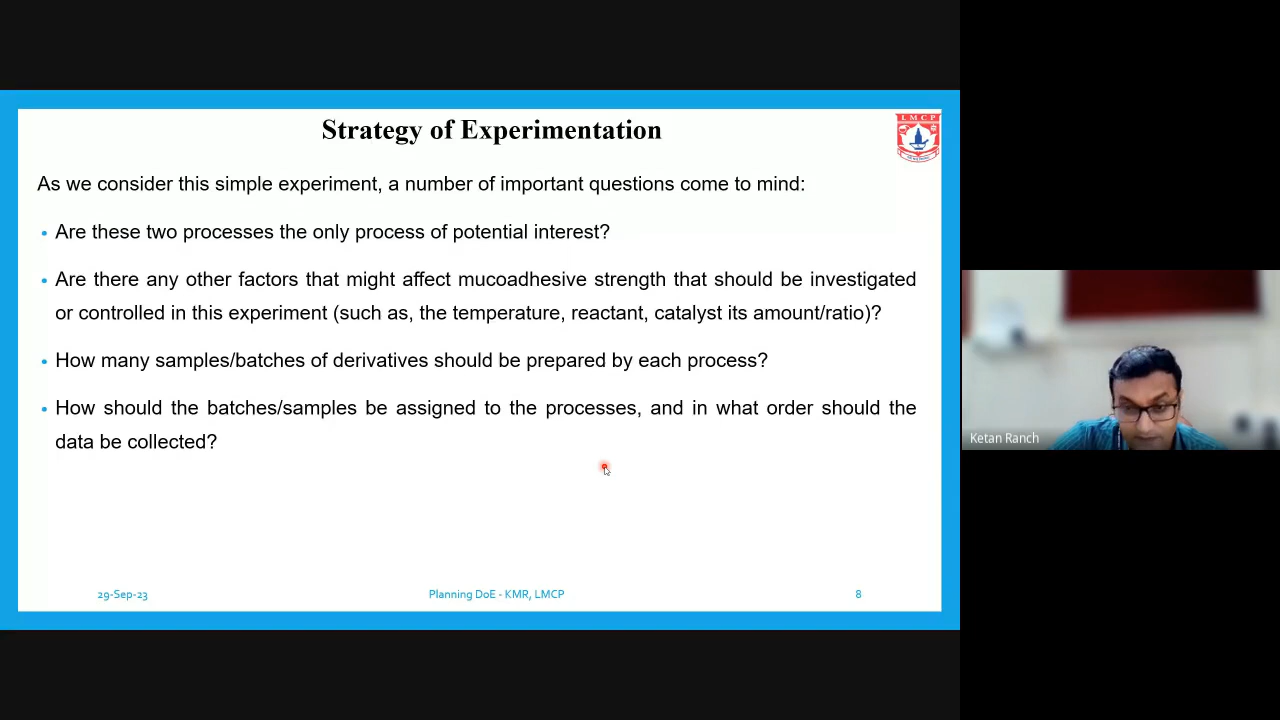 Strategy of Experimentation
LMCP
As we consider this simple experiment, a number of important questions come to mind:
• Are these two processes the only process of potential interest?
• Are there any other factors that might affect mucoadhesive strength that should be investigated
or controlled in this experiment (such as, the temperature, reactant, catalyst its amount/ratio)?
• How many samples/batches of derivatives should be prepared by each process?
• How should the batches/samples be assigned to the processes, and in what order should the
data be collected?
29-Sep-23
Planning DoE - KMR, LMCP
8
Ketan Ranch